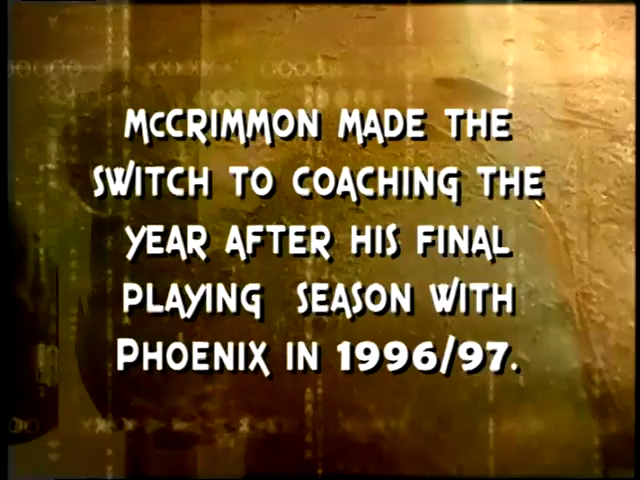 McCRIMMON MADE THE
SWITCH TO COACHING THE
YEAR AFTER HIS FINAL
PLAYING SEASON WITH
PHOENIX IN 1996/97.